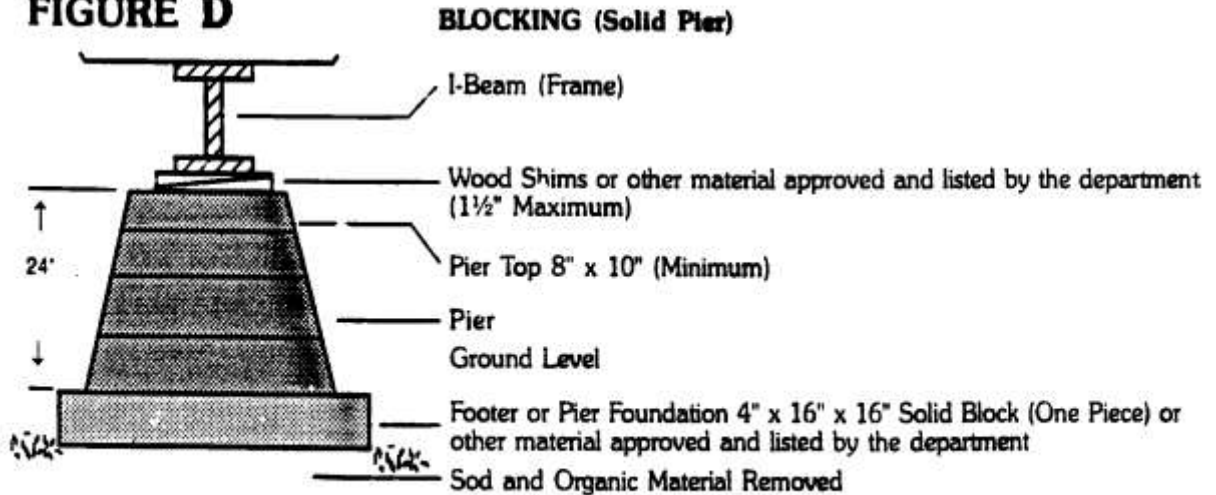 FIGURE D
BLOCKING (Solid Pier)
I-Beam (Frame)
Wood Shims or other material approved and listed by the department
(1½" Maximum)
Pier Top 8" x 10" (Minimum)
24"
Pier
Ground Level
Footer or Pier Foundation 4" x 16" x 16" Solid Block (One Piece) or
other material approved and listed by the department
Sod and Organic Material Removed